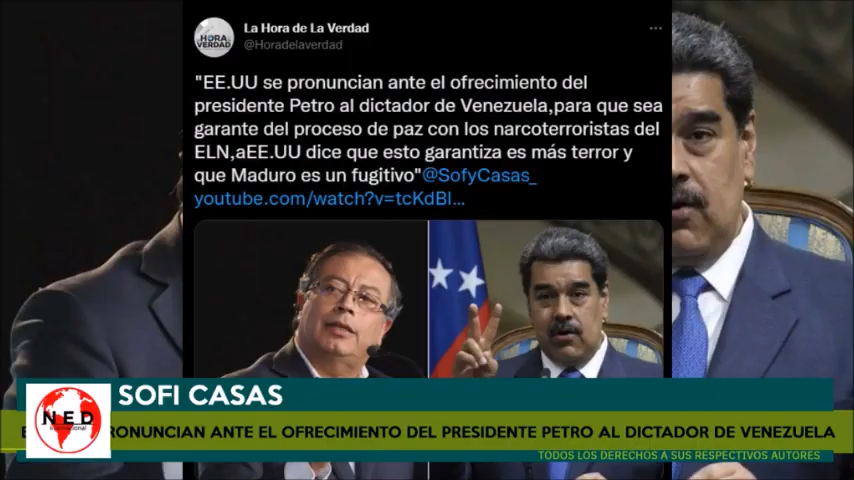 La Hora de La Verdad
@Horadelaverdad
HORA
VERDAD
"EE.UU se pronuncian ante el ofrecimiento del
presidente Petro al dictador de Venezuela,para que sea
garante del proceso de paz con los narcoterroristas del
ELN,aEE.UU dice que esto garantiza es más terror y
que Maduro es un fugitivo"@SofyCasas_
youtube.com/watch?v=tcKdBl...
SOFI CASAS
NED
international
RONUNCIAN ANTE EL OFRECIMIENTO DEL PRESIDENTE PETRO AL DICTADOR DE VENEZUELA
TODOS LOS DERECHOS A SUS RESPECTIVOS AUTORES